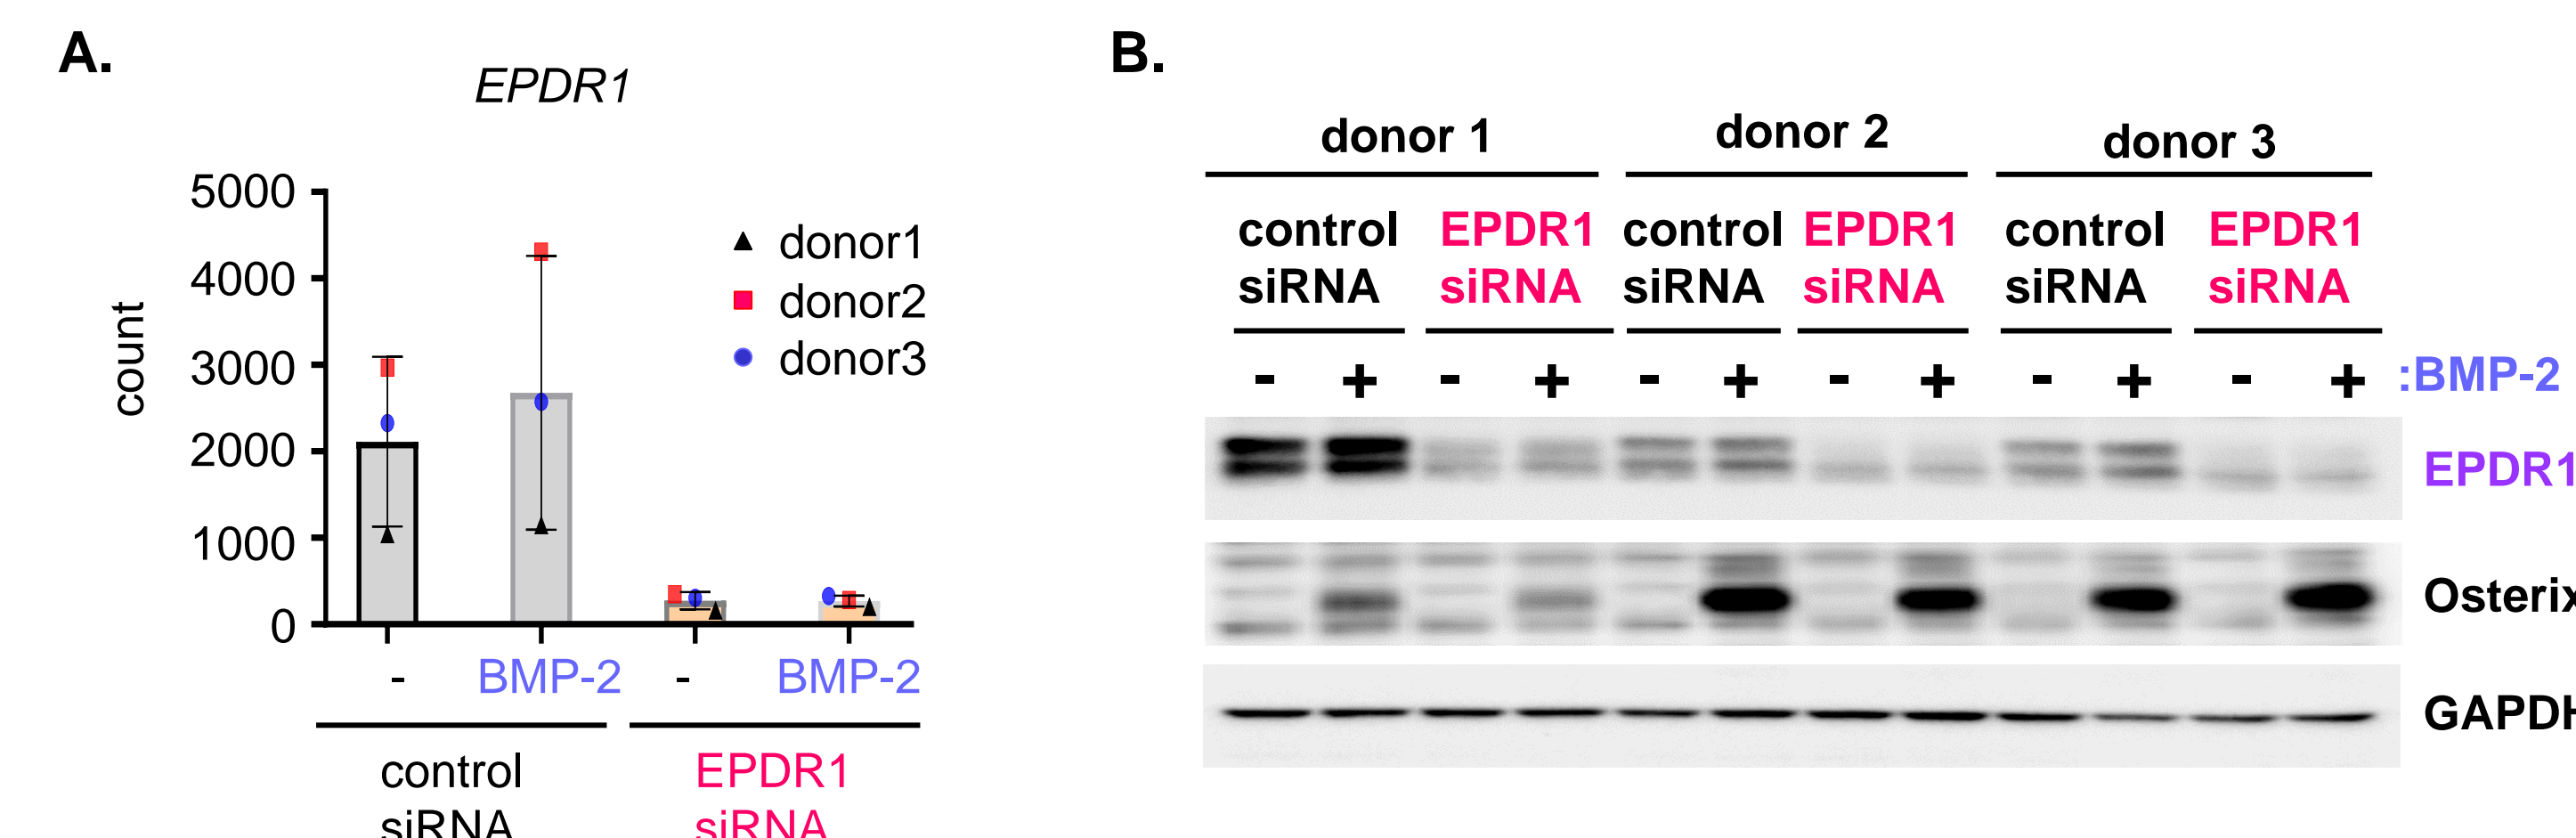 A.
EPDR1
count
5000
4000
3000
2000
1000
0
donor1
donor2
donor3
- BMP-2 - BMP-2
control siRNA
EPDR1 siRNA
B.
donor 1 donor 2 donor 3
control EPDR1 control EPDR1 control EPDR1
siRNA siRNA siRNA siRNA siRNA siRNA
- + - + - + - + - + - + :BMP-2
EPDR1
Osterix
GAPDH